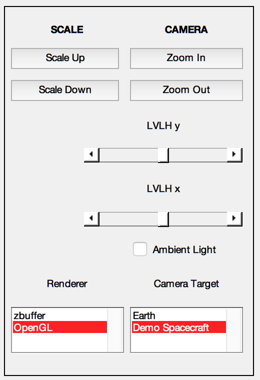 SCALE CAMERA
Scale Up Zoom In
Scale Down Zoom Out
LVLH y
LVLH x
Ambient Light
Renderer Camera Target
zbuffer Earth
OpenGL Demo Spacecraft